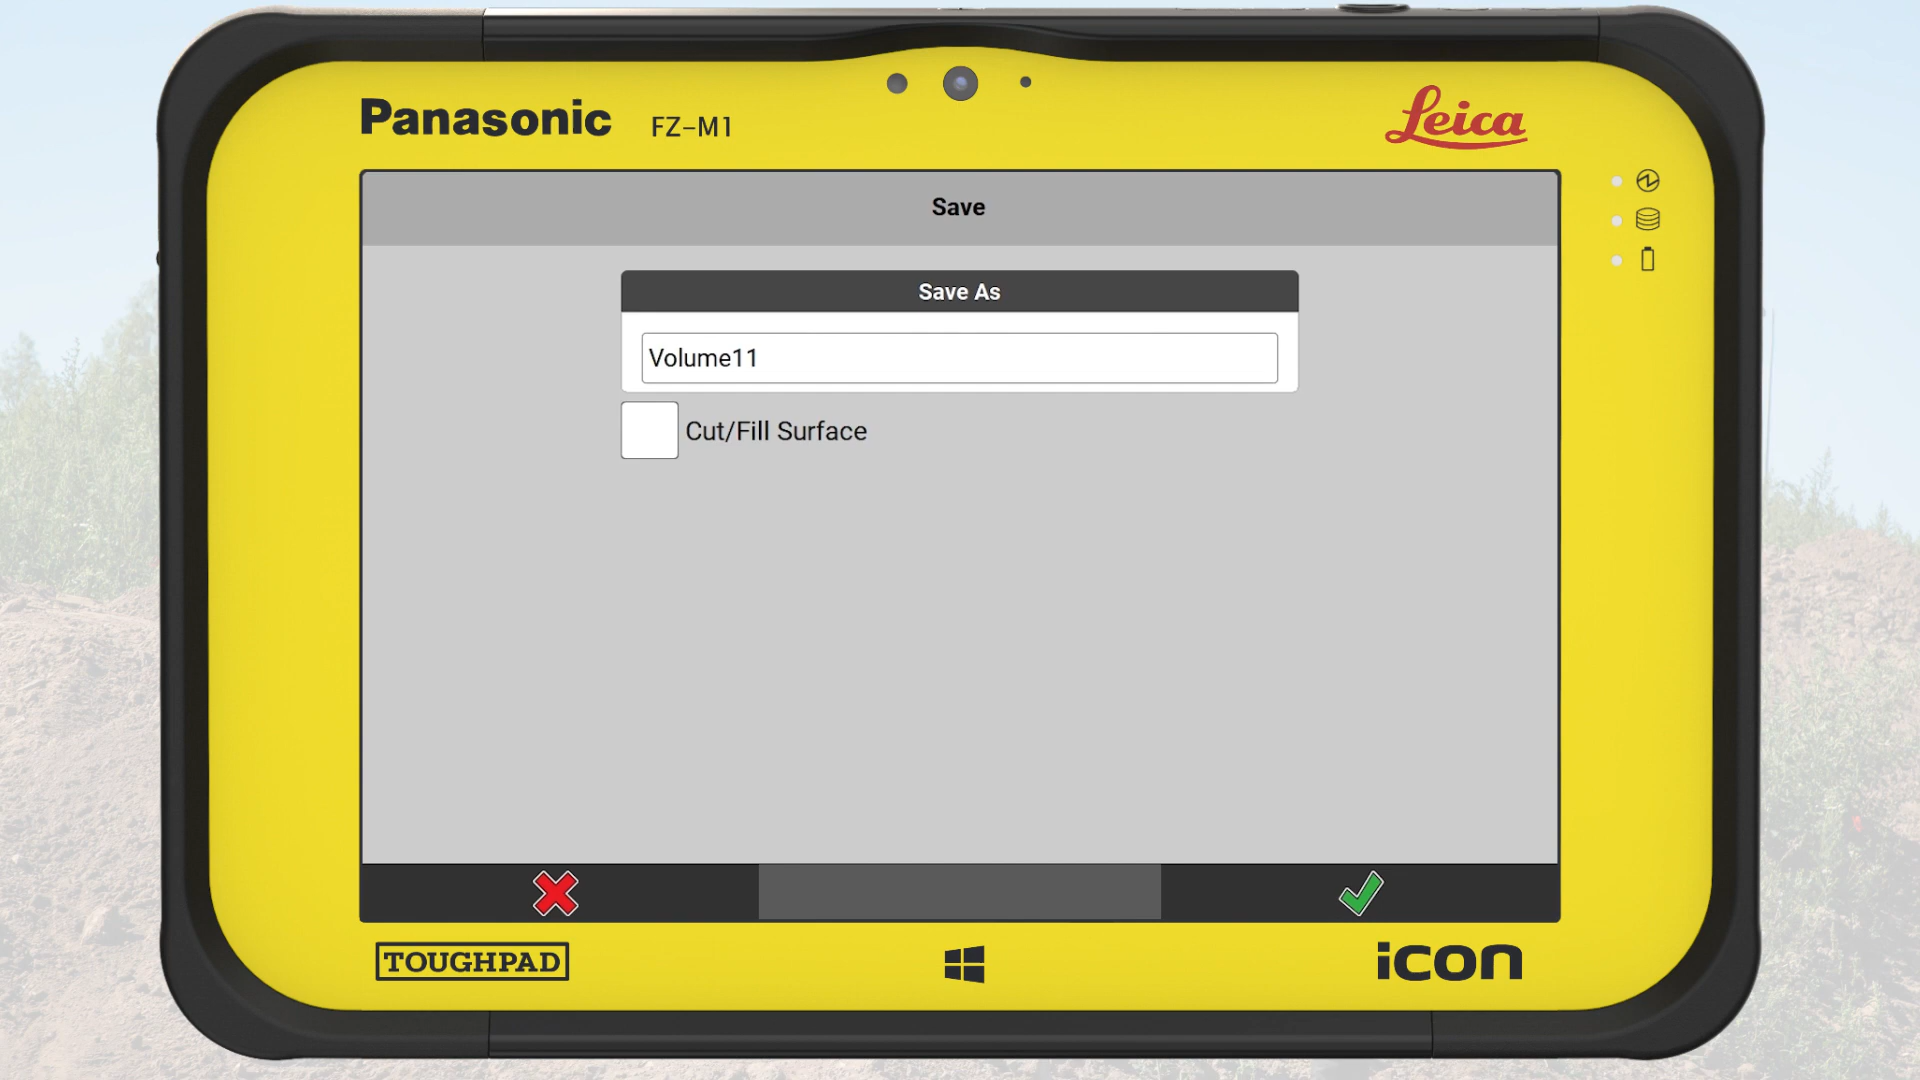 Panasonic FZ-M1 Leica
Save
Save As
Volume11
Cut/Fill Surface
TOUGHPAD icon